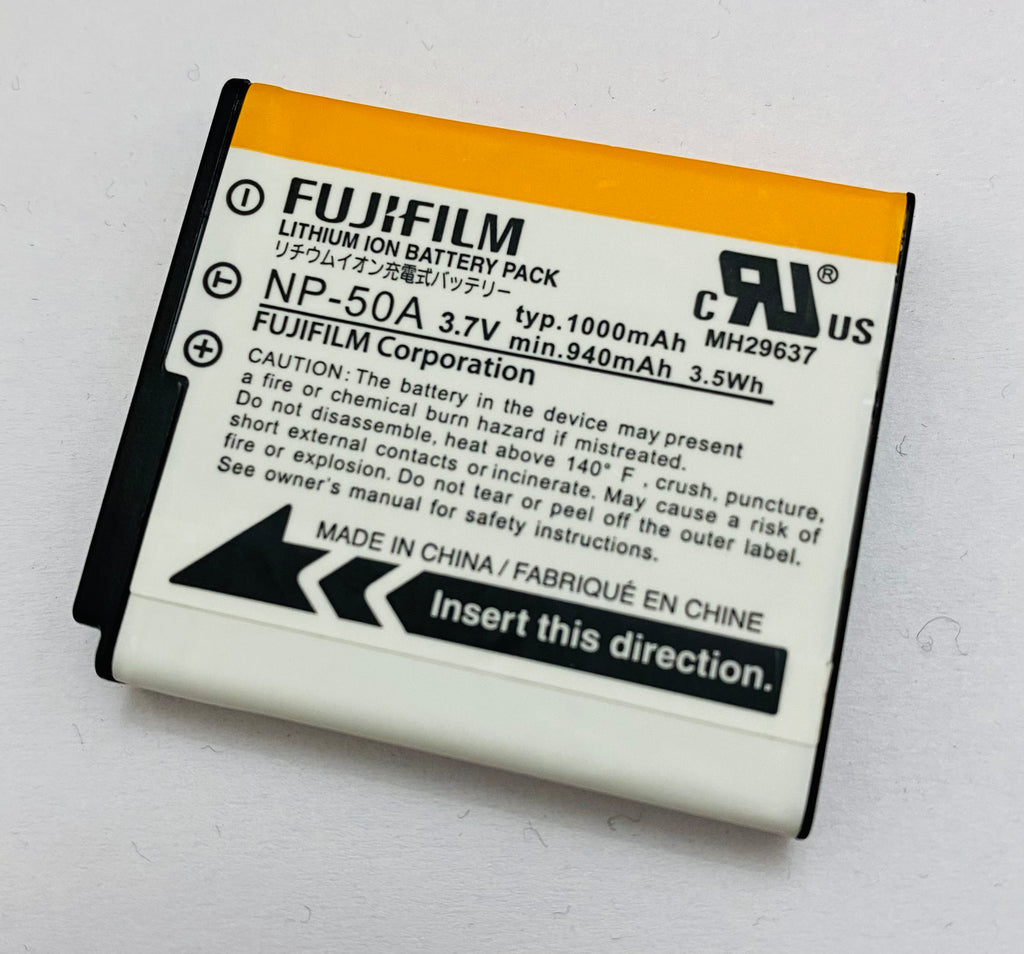 FUJIFILM
LITHIUM ION BATTERY PACK
リチウムイオン充電式バッテリー
NP-50A 3.7V typ.1000mAh
min.940mAh 3.5Wh
FUJIFILM Corporation
C RU® US
MH29637
CAUTION: The battery in the device may present
a fire or chemical burn hazard if mistreated.
Do not disassemble, heat above 140° F , crush, puncture,
short external contacts or incinerate. May cause a risk of
fire or explosion. Do not tear or peel off the outer label.
See owner's manual for safety instructions.
MADE IN CHINA / FABRIQUÉ EN CHINE
Insert this direction.
− T +